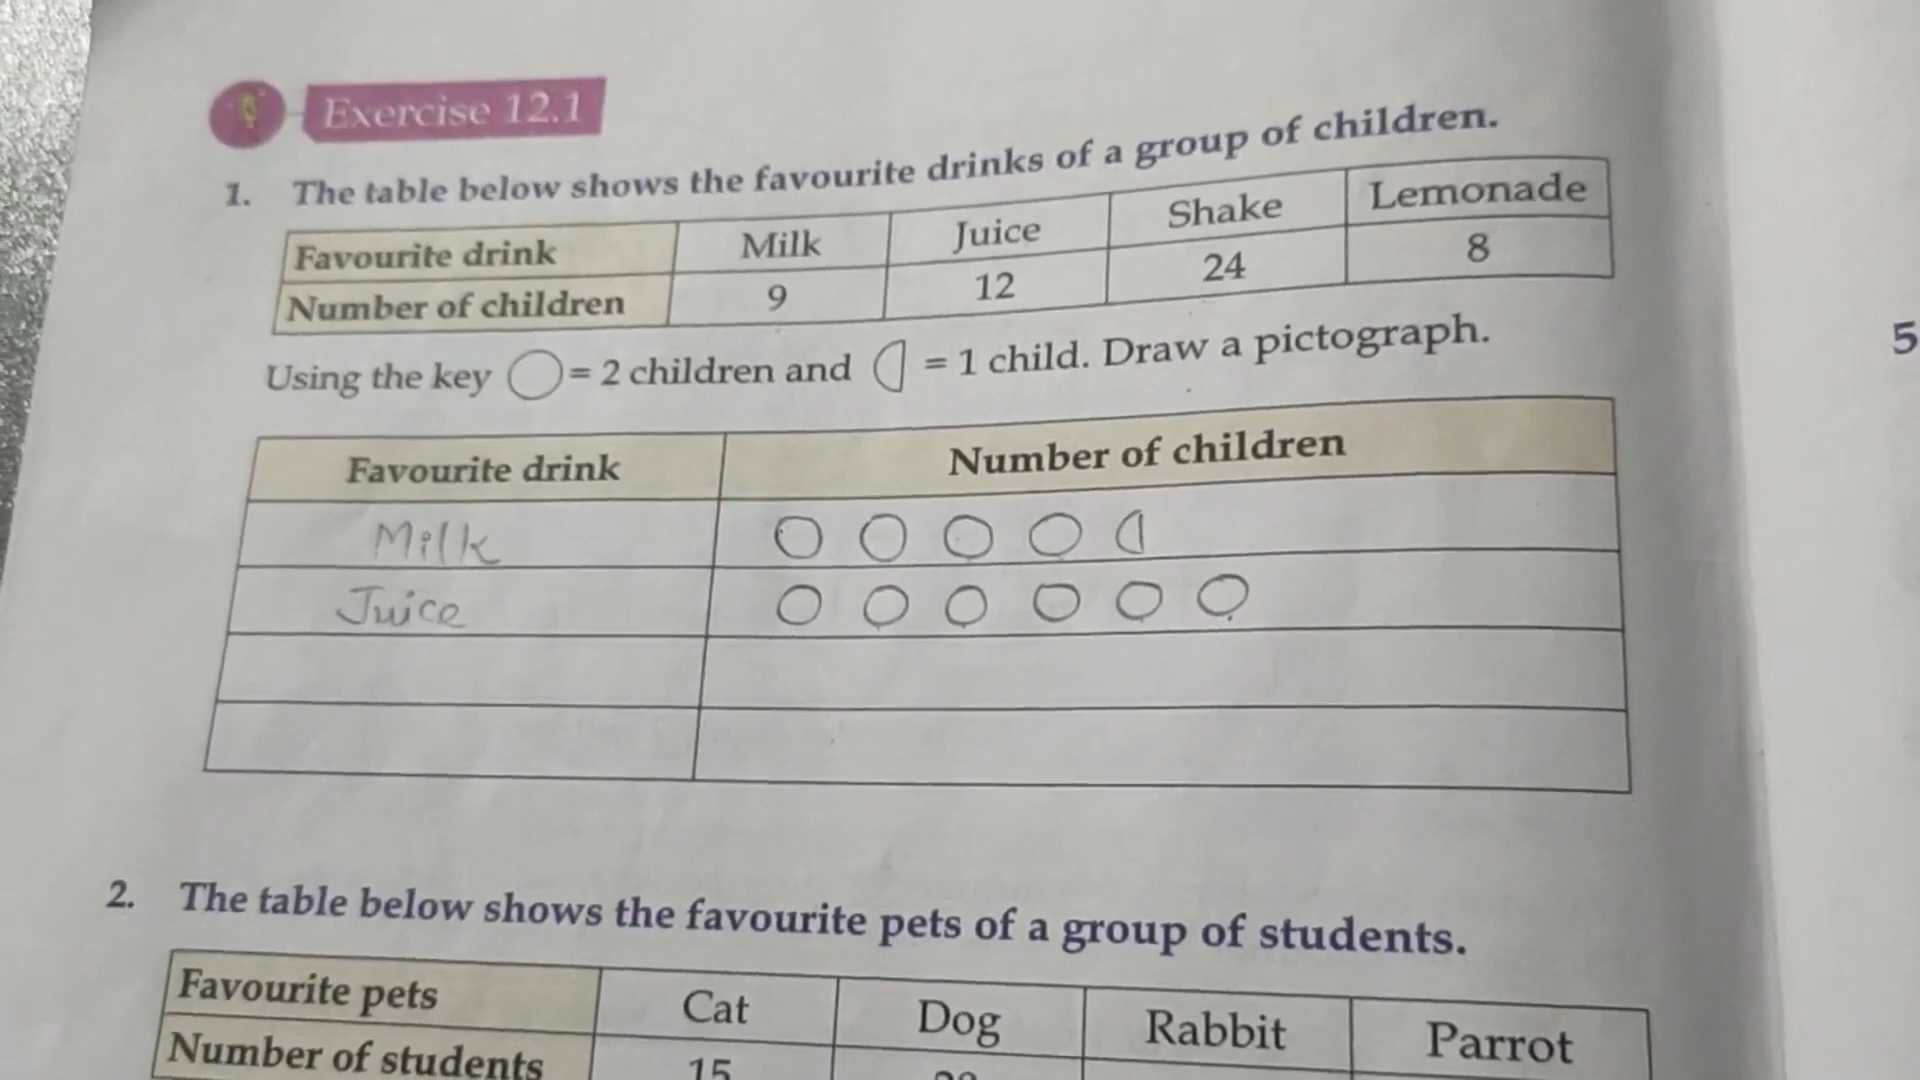 Exercise 12.1
1. The table below shows the favourite drinks of a group of children.
Favourite drink Milk Juice Shake Lemonade
Number of children 9 12 24 8
Using the key = 2 children and = 1 child. Draw a pictograph.
5
Favourite drink Number of children
Milk
Juice
2. The table below shows the favourite pets of a group of students.
Favourite pets Cat Dog Rabbit Parrot
Number of students 15